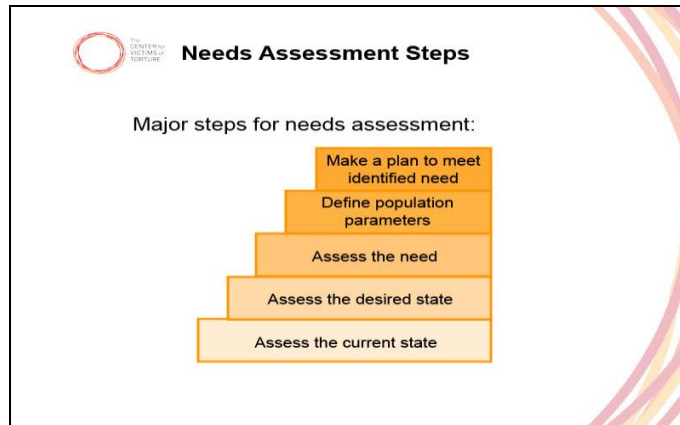 The
CENTER for
VICTIMS of
TORTURE
Needs Assessment Steps
Major steps for needs assessment:
Make a plan to meet
identified need
Define population
parameters
Assess the need
Assess the desired state
Assess the current state